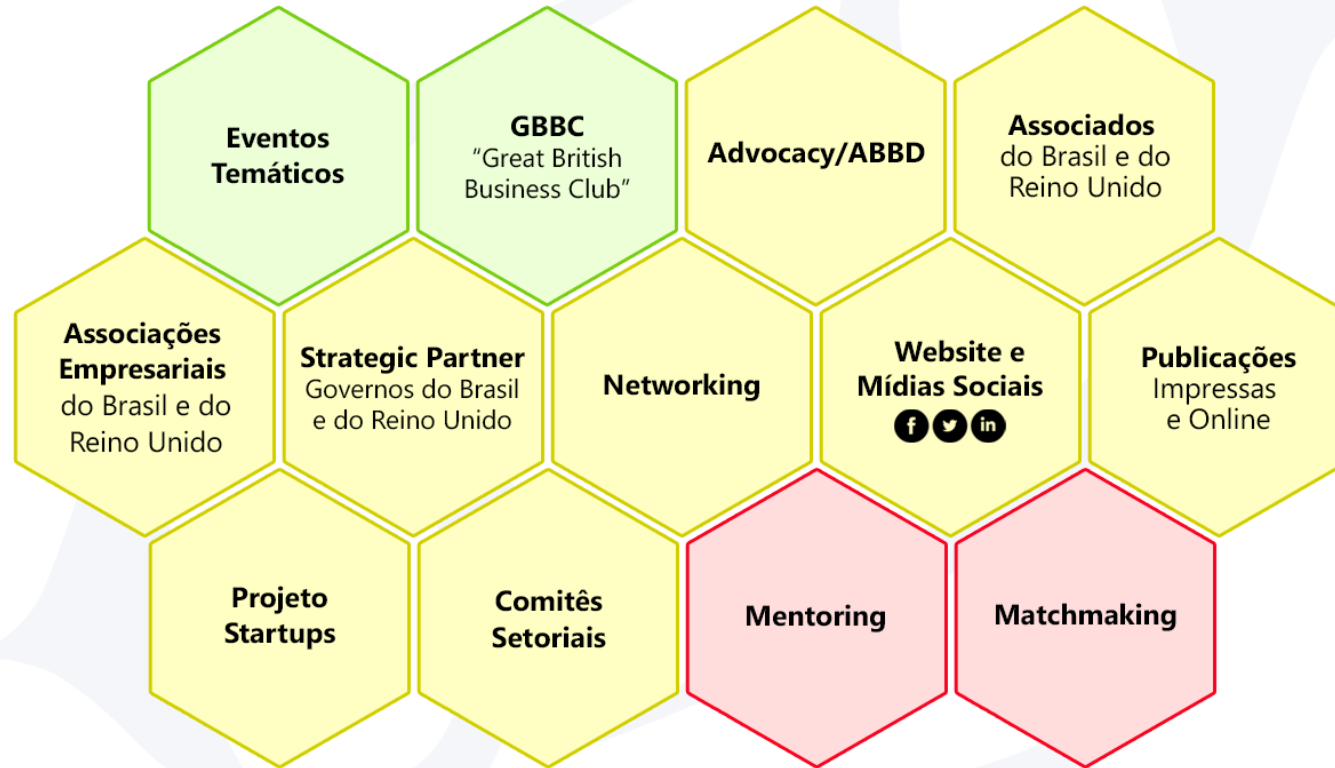 Eventos
Temáticos
GBBC
"Great British
Business Club"
Advocacy/ABBD
Associados
do Brasil e do
Reino Unido
Associações
Empresariais
do Brasil e do
Reino Unido
Strategic Partner
Governos do Brasil
e do Reino Unido
Networking
Website e
Mídias Sociais
f in
Publicações
Impressas
e Online
Projeto
Startups
Comitês
Setoriais
Mentoring
Matchmaking